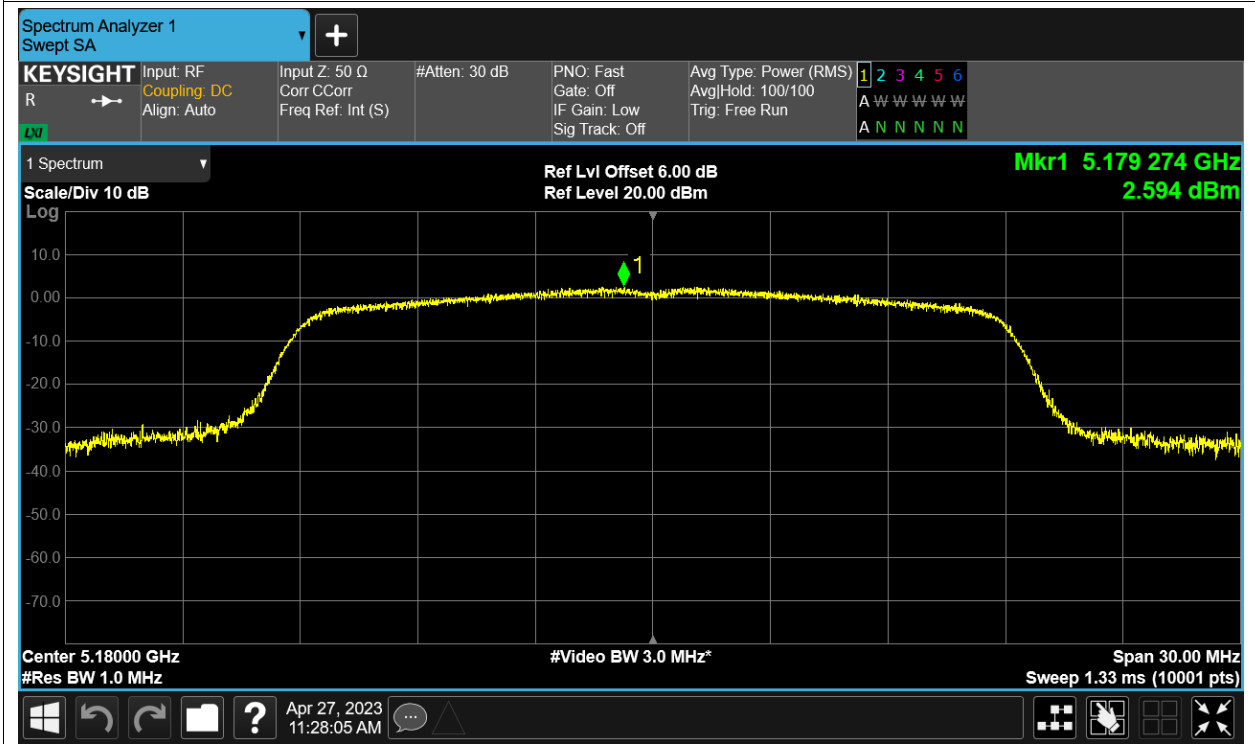 Spectrum Analyzer 1
Swept SA
+
KEYSIGHT
R
LXI
Input: RF
Coupling: DC
Align: Auto
Input Z: 50 Ω
Corr CCorr
Freq Ref: Int (S)
#Atten: 30 dB
PNO: Fast
Gate: Off
IF Gain: Low
Sig Track: Off
Avg Type: Power (RMS)
Avg|Hold: 100/100
Trig: Free Run
1 2 3 4 5 6
A W W W W W
A N N N N N
1 Spectrum
Scale/Div 10 dB
Log
Ref Lvl Offset 6.00 dB
Ref Level 20.00 dBm
Mkr1 5.179 274 GHz
2.594 dBm
10.0
1
0.00
-10.0
-20.0
-30.0
-40.0
-50.0
-60.0
-70.0
Center 5.18000 GHz
#Res BW 1.0 MHz
#Video BW 3.0 MHz*
Span 30.00 MHz
Sweep 1.33 ms (10001 pts)
?
Apr 27, 2023
11:28:05 AM